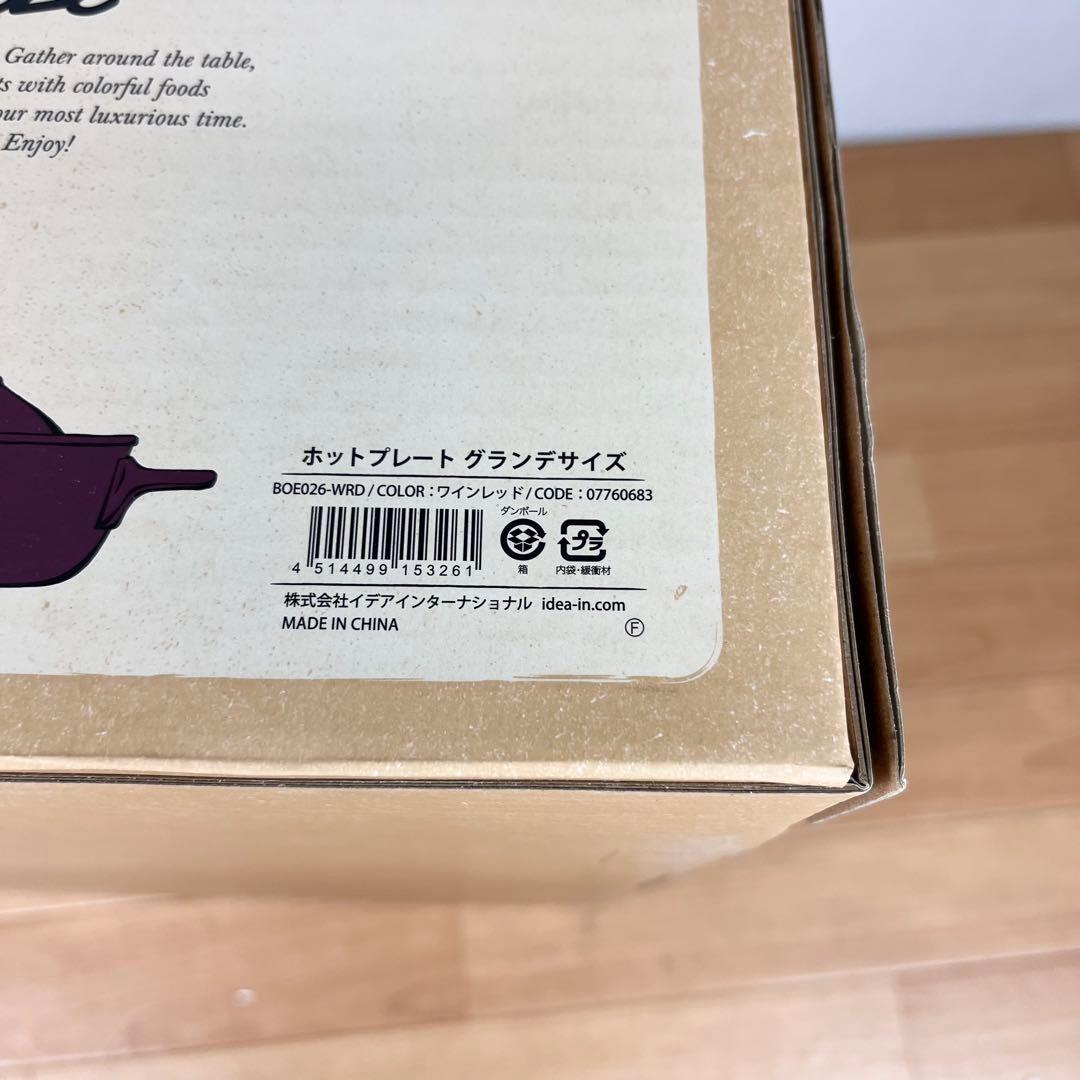 Gather around the table,
with colorful foods
most luxurious time.
Enjoy!
ホットプレート グランデサイズ
BOE026-WRD / COLOR : ワインレッド / CODE : 07760683
ダンボール
プラ
箱
内袋・緩衝材
4 514499 153261
株式会社イデアインターナショナル idea-in.com
MADE IN CHINA
Ⓕ